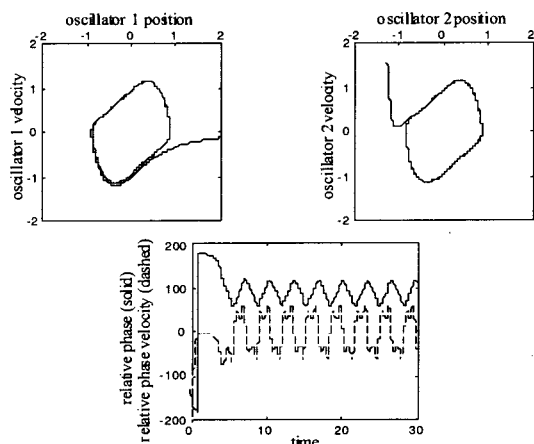 oscillator 1 position
-2 -1 0 1 2
oscillator 1 velocity
2
1
0
-1
-2
oscillator 2 position
-2 -1 0 1 2
oscillator 2 velocity
2
1
0
-1
-2
relative phase (solid)
relative phase velocity (dashed)
200
100
0
-100
-200
0 10 20 30
time